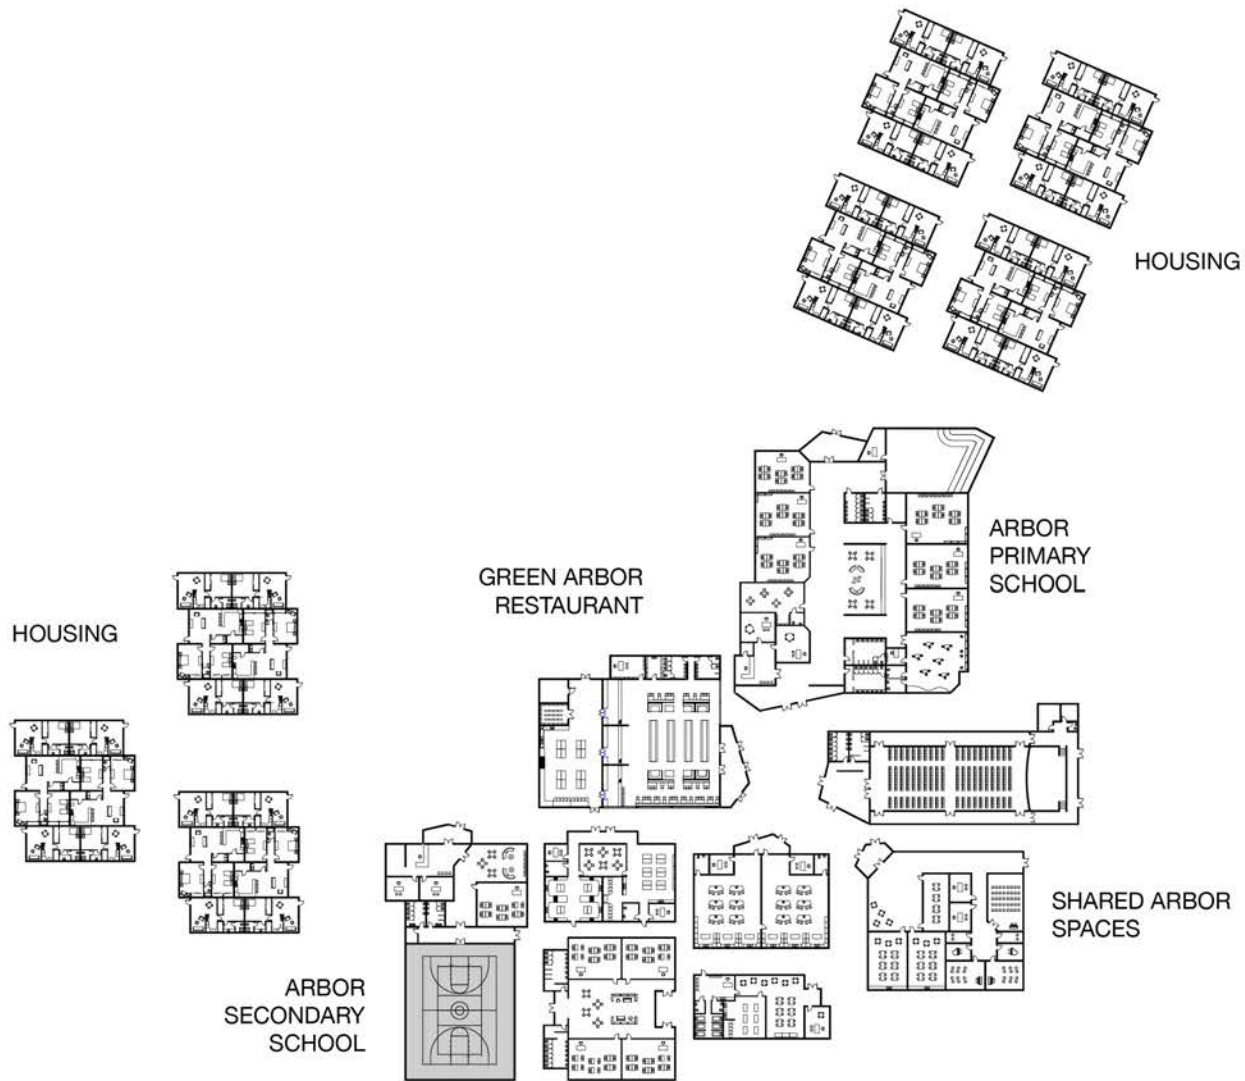 HOUSING
ARBOR
PRIMARY
SCHOOL
GREEN ARBOR
RESTAURANT
HOUSING
SHARED ARBOR
SPACES
ARBOR
SECONDARY
SCHOOL